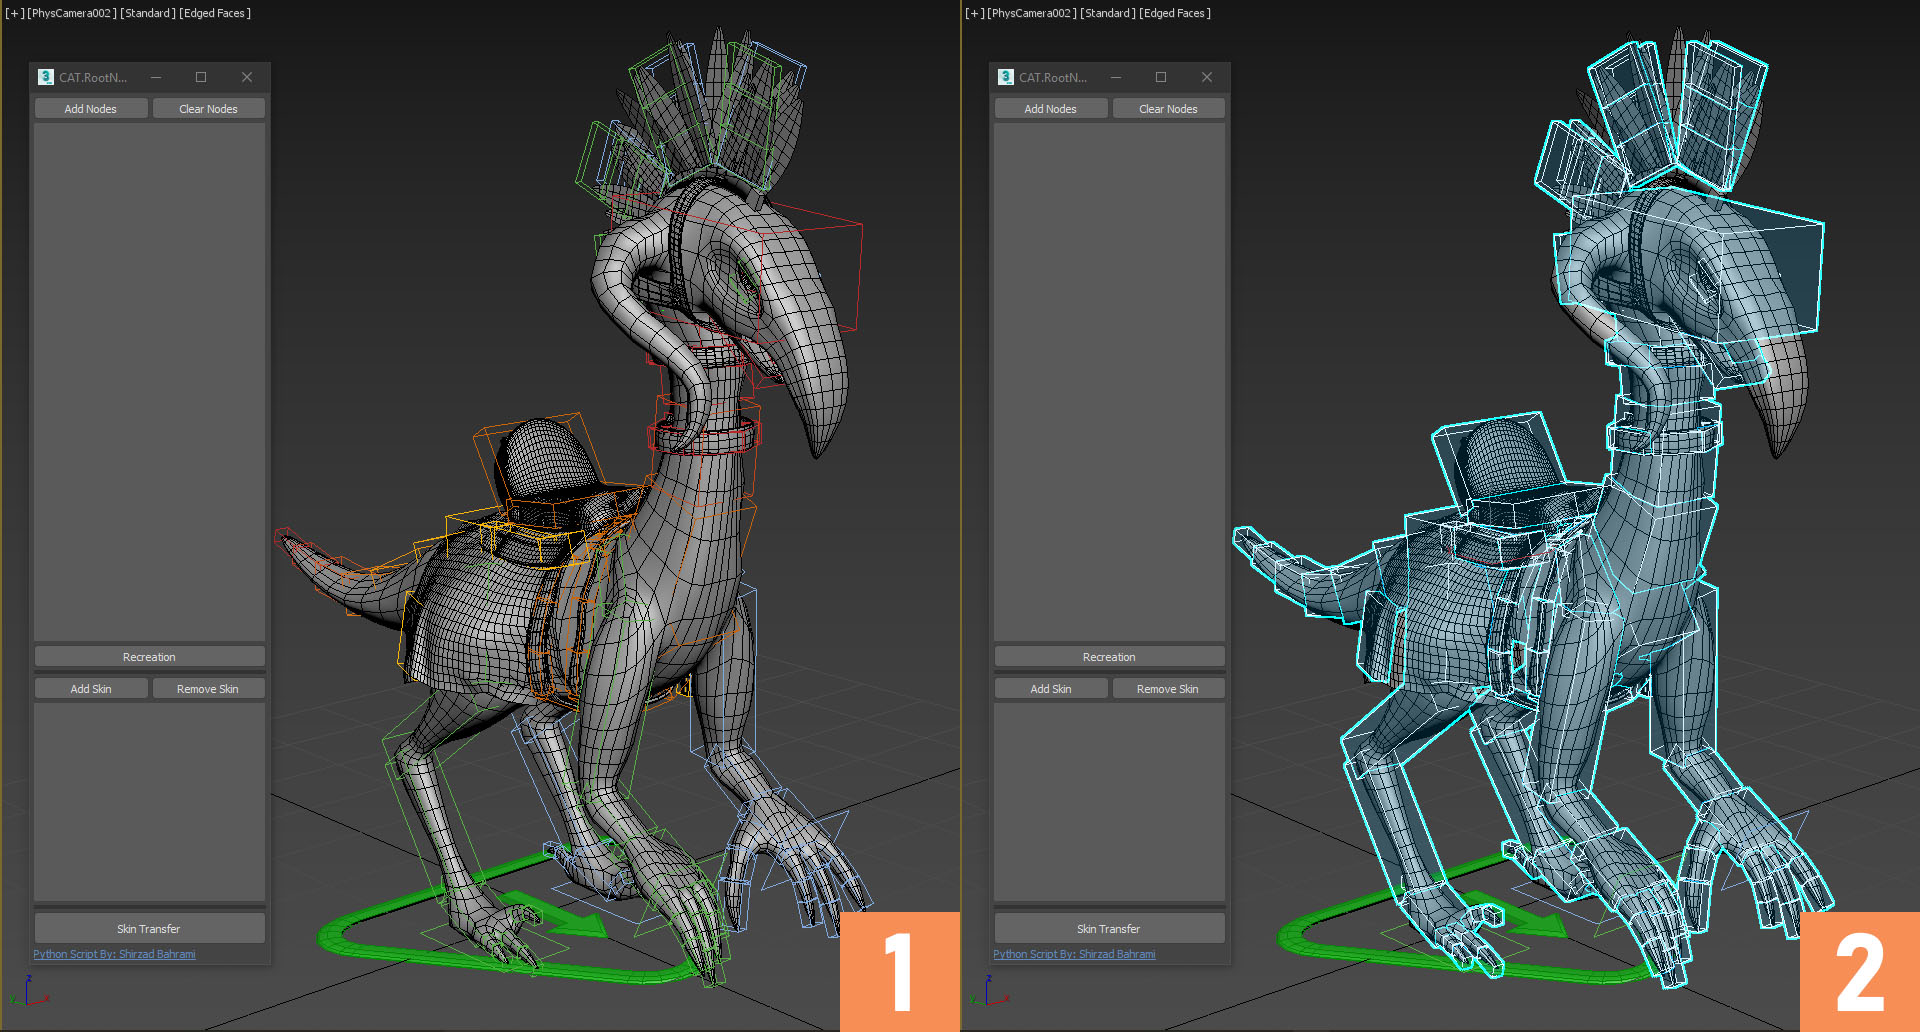 [+] [PhysCamera002] [Standard] [Edged Faces]
CAT.RootN...
Add Nodes
Clear Nodes
Recreation
Add Skin
Remove Skin
Skin Transfer
Python Script By: Shirzad Bahrami
z
y
x
1
[+] [PhysCamera002] [Standard] [Edged Faces]
CAT.RootN...
Add Nodes
Clear Nodes
Recreation
Add Skin
Remove Skin
Skin Transfer
Python Script By: Shirzad Bahrami
z
y
x
2